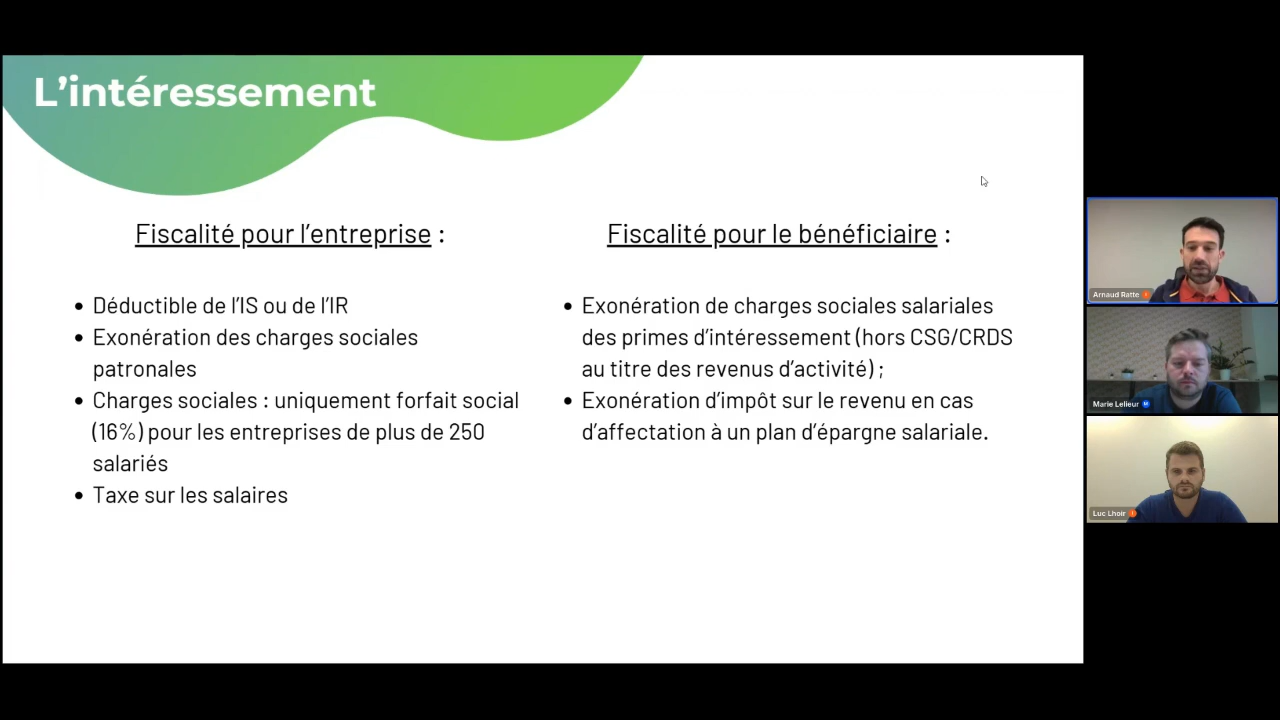 L’intéressement
Fiscalité pour l’entreprise :
Déductible de l’IS ou de l’IR
Exonération des charges sociales
patronales
Charges sociales : uniquement forfait social
(16%) pour les entreprises de plus de 250
salariés
Taxe sur les salaires
Fiscalité pour le bénéficiaire :
Exonération de charges sociales salariales
des primes d’intéressement (hors CSG/CRDS
au titre des revenus d’activité) ;
Exonération d’impôt sur le revenu en cas
d’affectation à un plan d’épargne salariale.
Arnaud Ratte
Marie Lelieur
Luc Lhoir